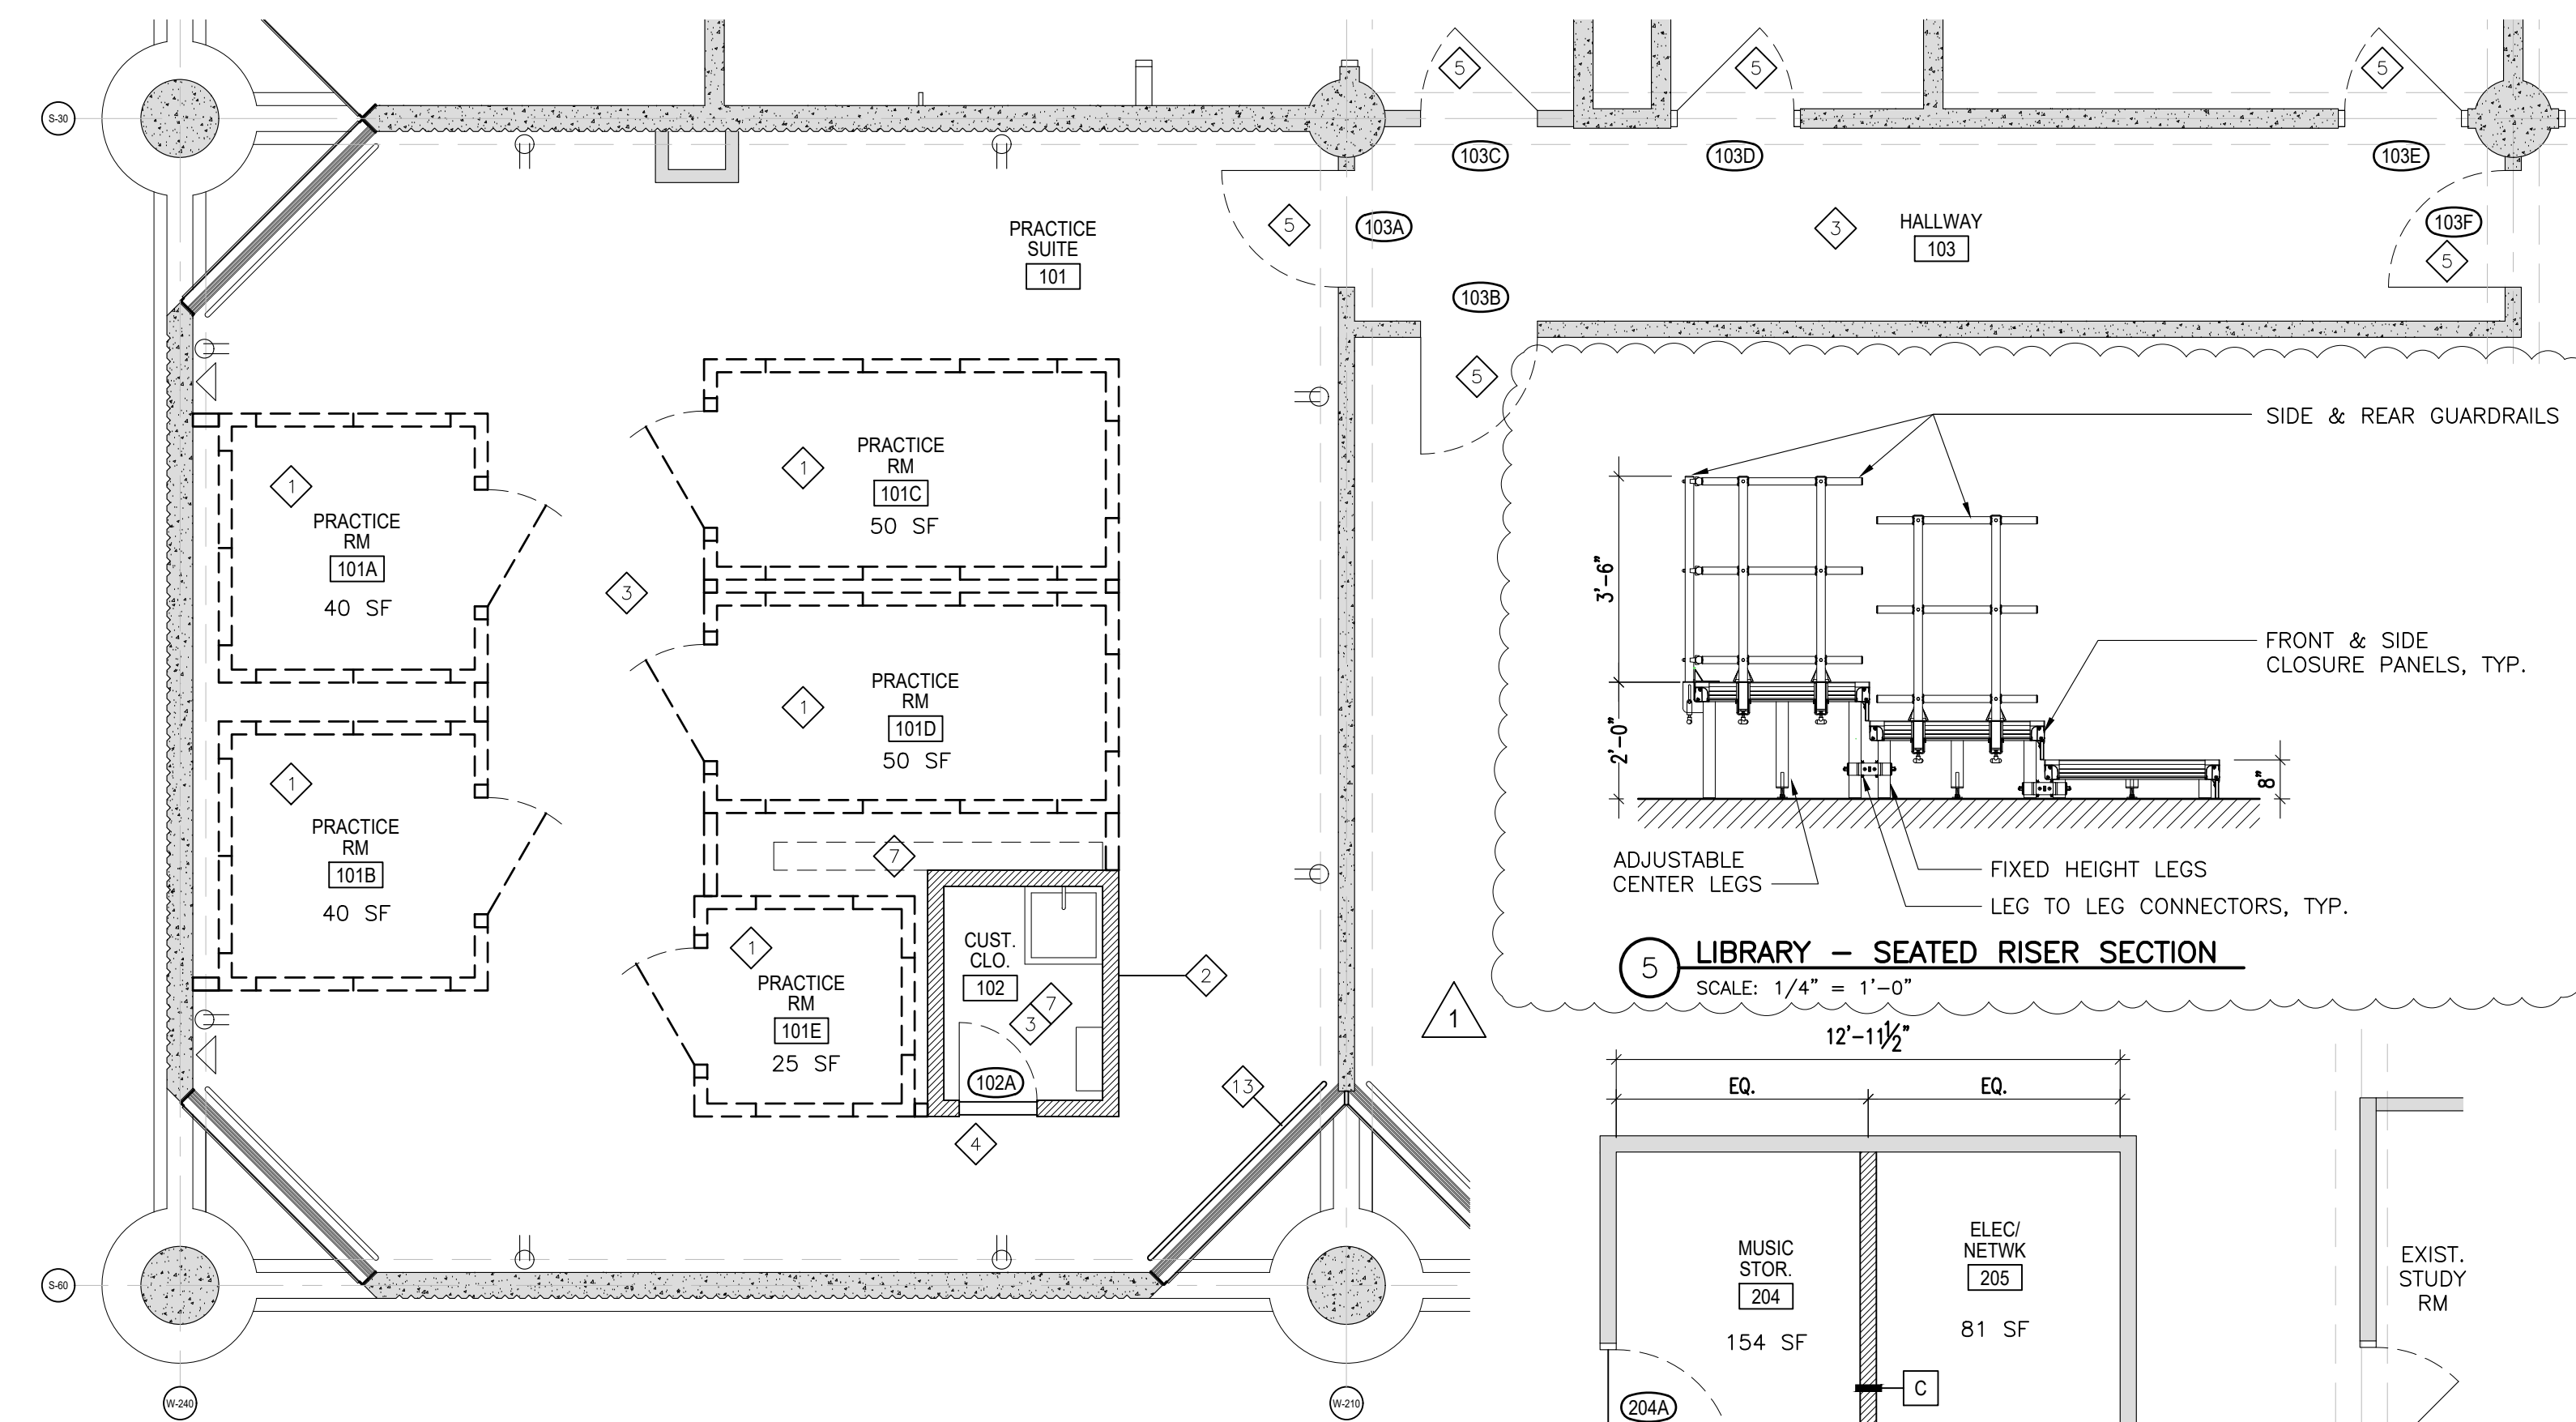 S-30
5
5
5
103C
103D
103E
PRACTICE
SUITE
101
5
103A
3
HALLWAY
103
103F
5
103B
5
SIDE & REAR GUARDRAILS
3'-6"
2'-0"
8"
FRONT & SIDE
CLOSURE PANELS, TYP.
ADJUSTABLE
CENTER LEGS
FIXED HEIGHT LEGS
LEG TO LEG CONNECTORS, TYP.
5
LIBRARY – SEATED RISER SECTION
SCALE: 1/4" = 1'-0"
1
PRACTICE
RM
101A
40 SF
1
PRACTICE
RM
101C
50 SF
3
1
PRACTICE
RM
101D
50 SF
1
PRACTICE
RM
101B
40 SF
7
1
PRACTICE
RM
101E
25 SF
CUST.
CLO.
102
3 7
102A
2
4
13
1
12'-11 1/2"
EQ.
EQ.
MUSIC
STOR.
204
154 SF
ELEC/
NETWK
205
81 SF
C
204A
EXIST.
STUDY
RM
S-60
W-240
W-210